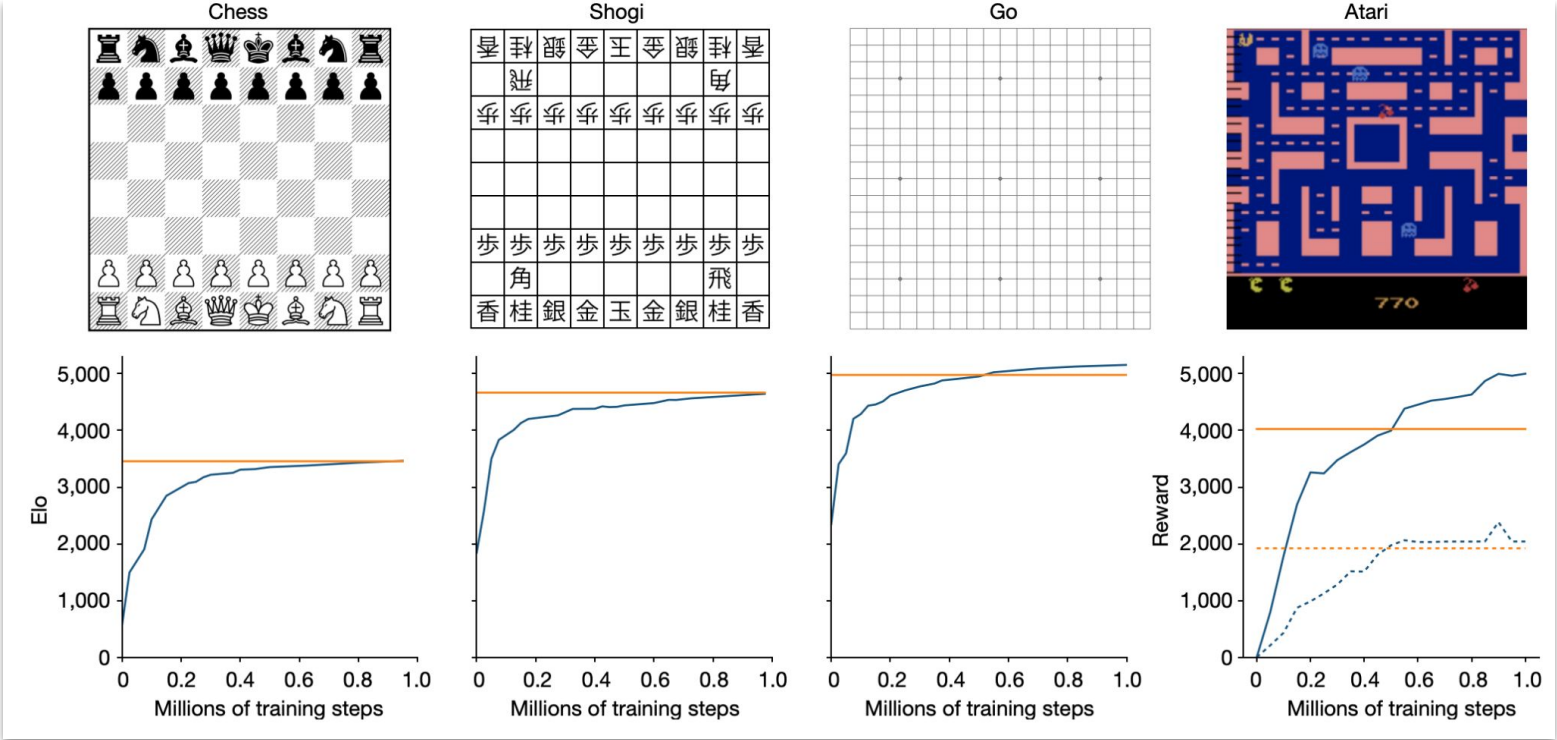 Chess
Shogi
Go
Atari
香 桂 銀 金 王 金 銀 桂 香
飛 角
歩 歩 歩 歩 歩 歩 歩 歩 歩
歩 歩 歩 歩 歩 歩 歩 歩 歩
角 飛
香 桂 銀 金 玉 金 銀 桂 香
770
Elo
5,000
4,000
3,000
2,000
1,000
0
0 0.2 0.4 0.6 0.8 1.0
Millions of training steps
0 0.2 0.4 0.6 0.8 1.0
Millions of training steps
0 0.2 0.4 0.6 0.8 1.0
Millions of training steps
Reward
5,000
4,000
3,000
2,000
1,000
0
0 0.2 0.4 0.6 0.8 1.0
Millions of training steps